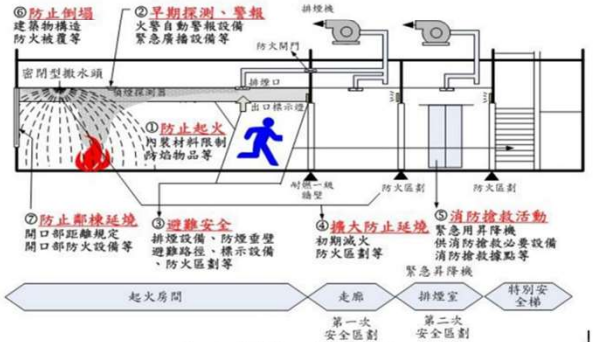 ⑥防止倒塌
建築物構造
防火被覆等
②早期探測、警報
火警自動警報設備
緊急廣播設備等
排煙機
防火閘門
密閉型撒水頭
偵煙探測器
排煙口
出口標示燈
①防止起火
內裝材料限制
防焰物品等
耐燃一級
牆壁
防火區劃
防火區劃
⑦防止鄰棟延燒
開口部距離規定
開口部防火設備等
③避難安全
排煙設備、防煙垂壁
避難路徑、標示設備
、防火區劃等
④擴大防止延燒
初期滅火
防火區劃等
⑤消防搶救活動
緊急用昇降機
供消防搶救必要設備
消防搶救據點等
緊急昇降機
起火房間
走廊
排煙室
特別安
全梯
第一次
安全區劃
第二次
安全區劃